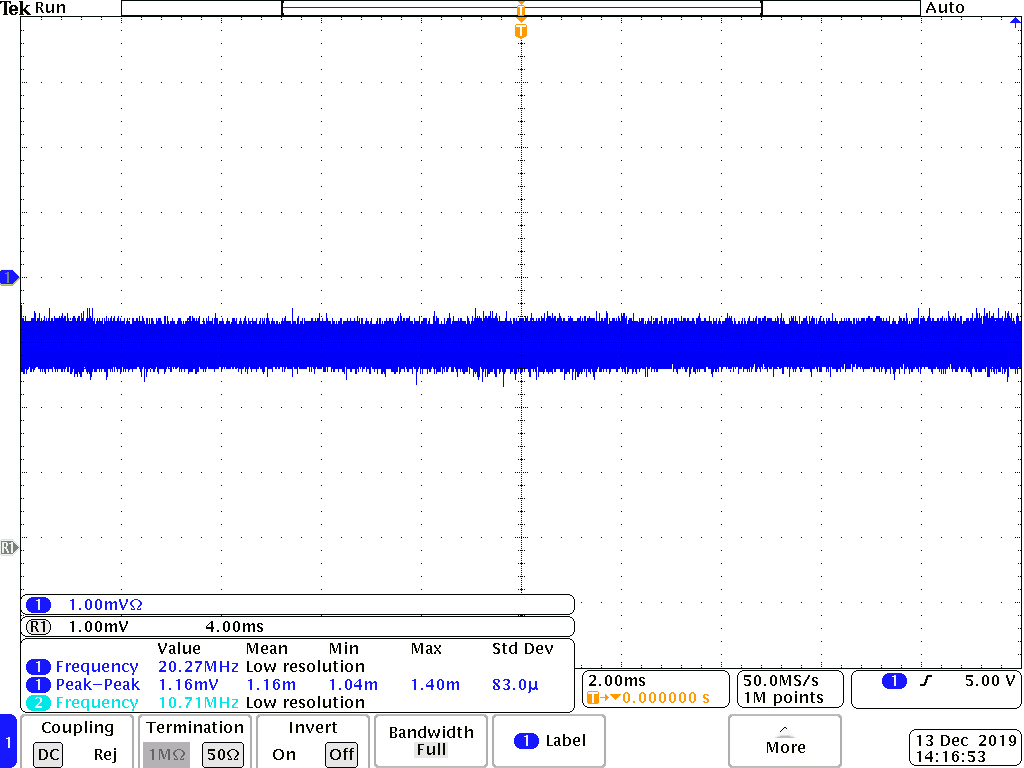 Tek Run Auto
T
T
1
R1
1 1.00mVΩ
R1 1.00mV 4.00ms
Value Mean Min Max Std Dev
1 Frequency 20.27MHz Low resolution
1 Peak-Peak 1.16mV 1.16m 1.04m 1.40m 83.0µ
2 Frequency 10.71MHz Low resolution
2.00ms
T→▼0.000000 s
50.0MS/s
1M points
1 5.00 V
1
Coupling
DC Rej
Termination
1MΩ 50Ω
Invert
On Off
Bandwidth
Full
1 Label
More
13 Dec 2019
14:16:53